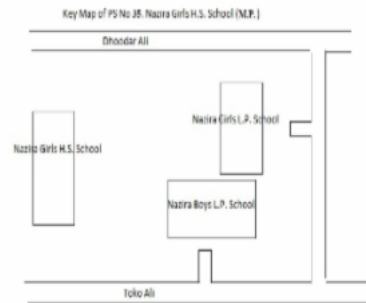 Key Map of PS No 35. Nazira Girls H.S. School (M.P.)
Dhoodar Ali
Nazira Girls L.P. School
Nazira Girls H.S. School
Nazira Boys L.P. School
Toko Ali